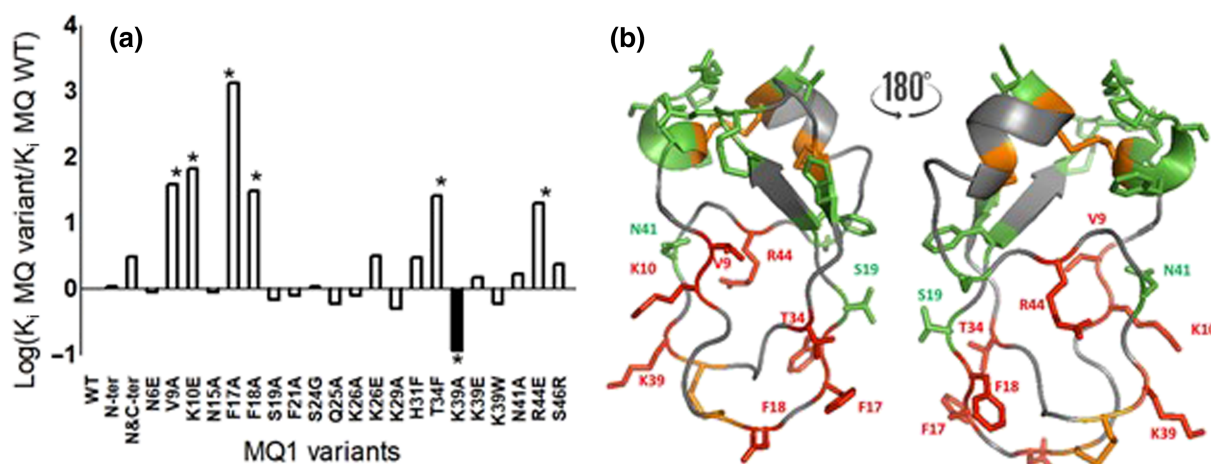 (a)
Log(Ki MQ variant/Ki MQ WT)
4
3
2
1
0
−1
*
*
*
*
*
*
*
WT
N-ter
N&C-ter
N6E
V9A
K10E
N15A
F17A
F18A
S19A
F21A
S24G
Q25A
K26A
K26E
K29A
H31F
T34F
K39A
K39E
K39W
N41A
R44E
S46R
MQ1 variants
(b)
180°
N41
K10
V9
R44
S19
T34
K39
F18
F17
V9
N41
S19
R44
T34
K10
F18
F17
K39